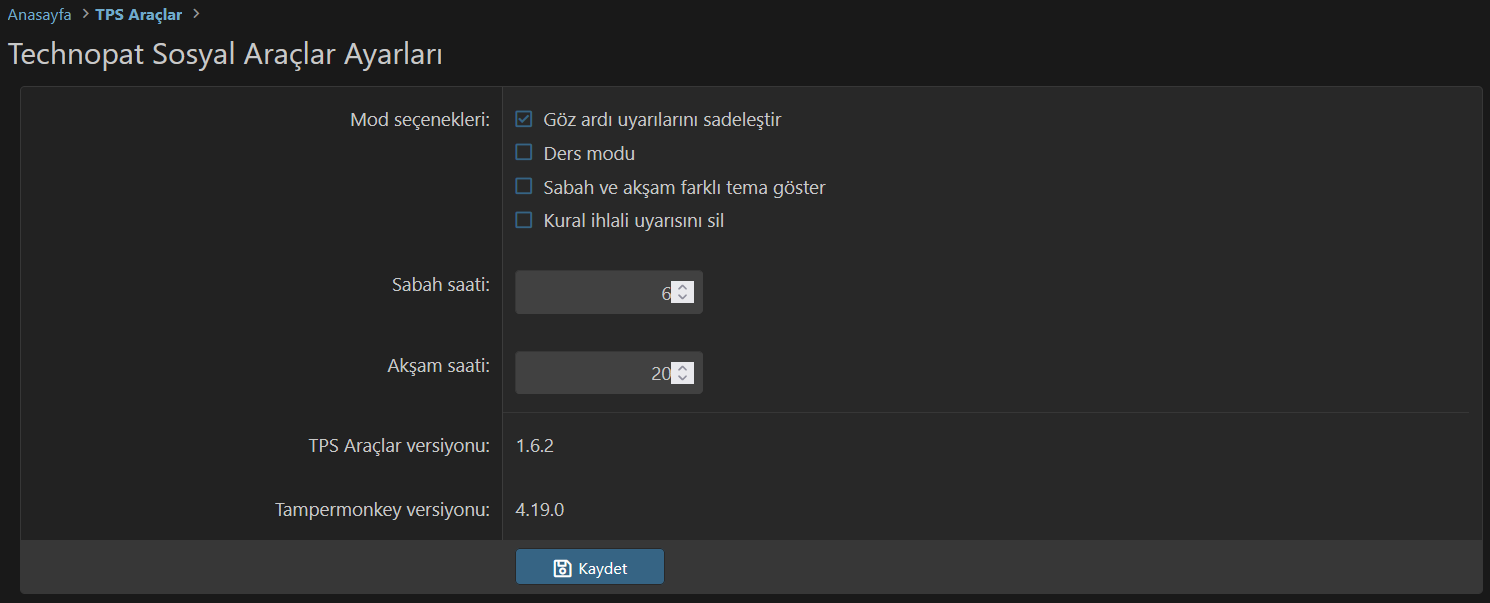 Anasayfa > TPS Araçlar >
Technopat Sosyal Araçlar Ayarları
Mod seçenekleri:
Göz ardı uyarılarını sadeleştir
Ders modu
Sabah ve akşam farklı tema göster
Kural ihlali uyarısını sil
Sabah saati:
6
Akşam saati:
20
TPS Araçlar versiyonu:
1.6.2
Tampermonkey versiyonu:
4.19.0
Kaydet